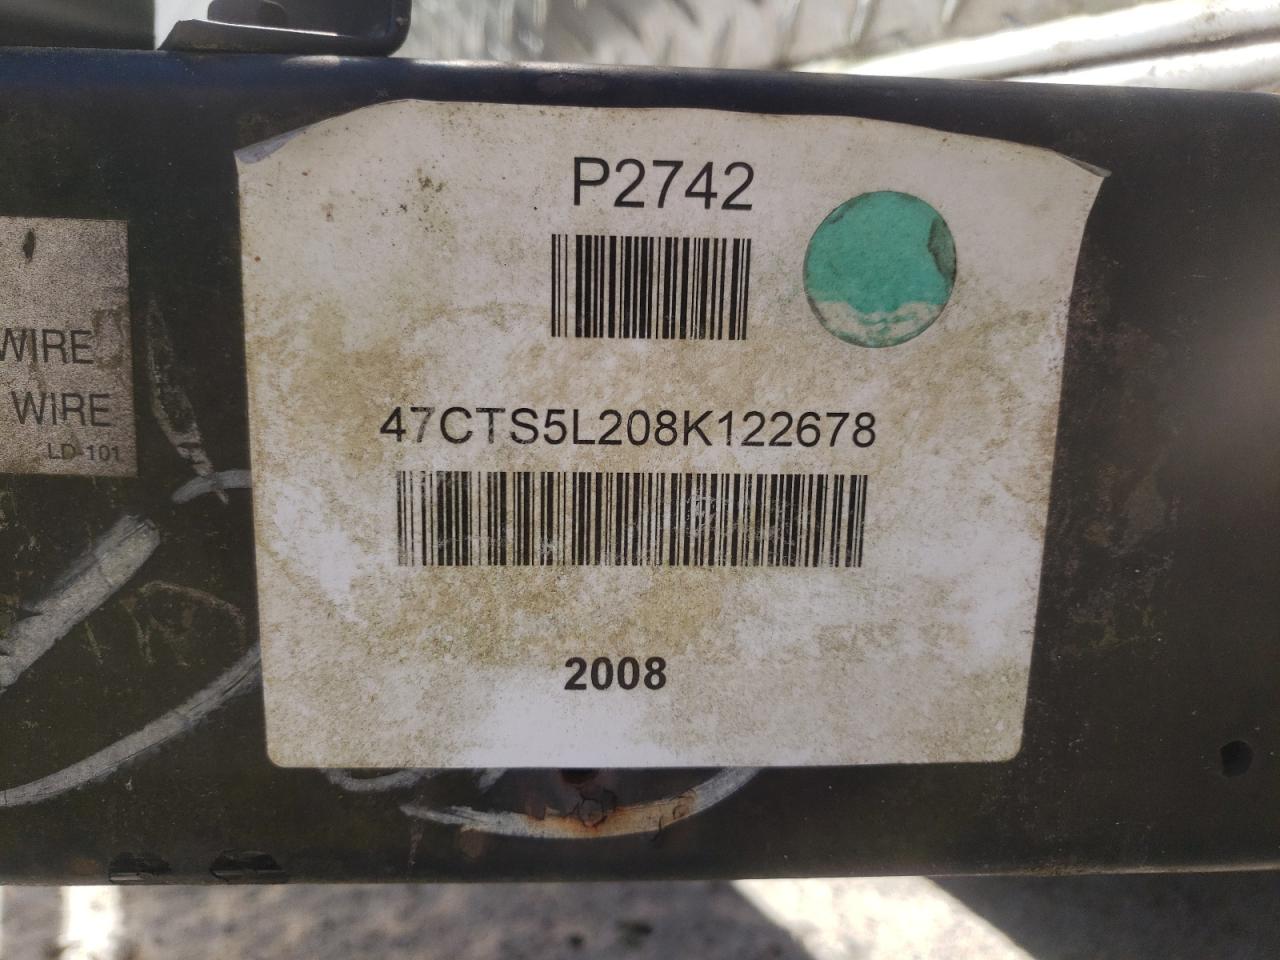 P2742
WIRE
WIRE
LD-101
47CTS5L208K122678
2008